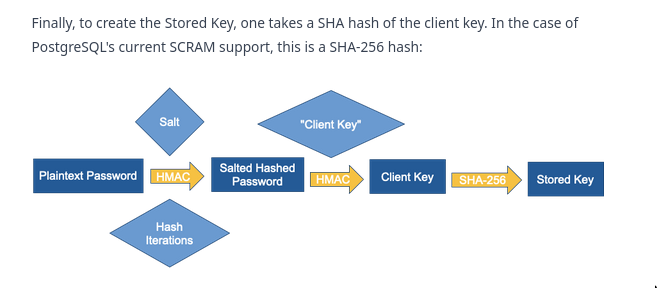 Finally, to create the Stored Key, one takes a SHA hash of the client key. In the case of
PostgreSQL's current SCRAM support, this is a SHA-256 hash:
Salt
"Client Key"
Plaintext Password
HMAC
Salted Hashed
Password
HMAC
Client Key
SHA-256
Stored Key
Hash
Iterations